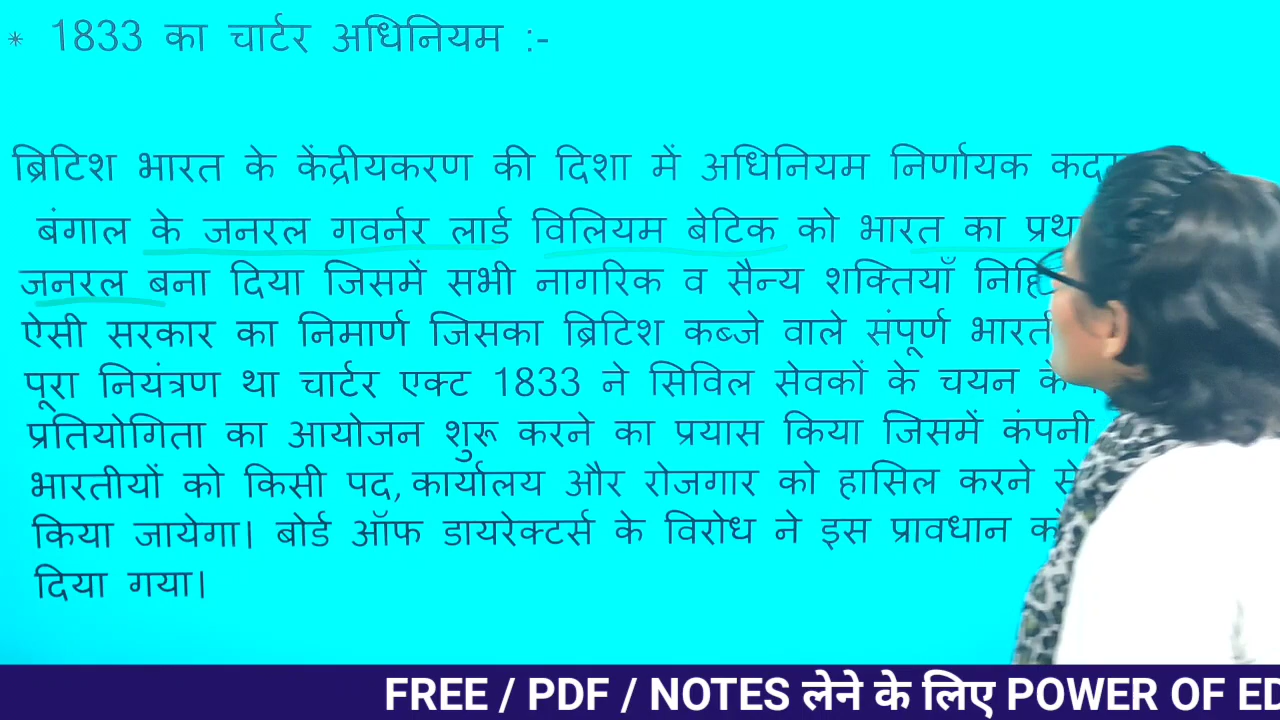 * 1833 का चार्टर अधिनियम :-
ब्रिटिश भारत के केंद्रीयकरण की दिशा में अधिनियम निर्णायक
बंगाल के जनरल गवर्नर लार्ड विलियम बेटिक को भारत का
जनरल बना दिया जिसमें सभी नागरिक व सैन्य शक्तियाँ
ऐसी सरकार का निमार्ण जिसका ब्रिटिश कब्जे वाले संपूर्ण
पूरा नियंत्रण था चार्टर एक्ट 1833 ने सिविल सेवकों के चयन
प्रतियोगिता का आयोजन शुरू करने का प्रयास किया जिसमें कंपनी
भारतीयों को किसी पद, कार्यालय और रोजगार को हासिल करने से
किया जायेगा। बोर्ड ऑफ डायरेक्टर्स के विरोध ने इस प्रावधान
दिया गया।
FREE / PDF / NOTES लेने के लिए POWER OF ED